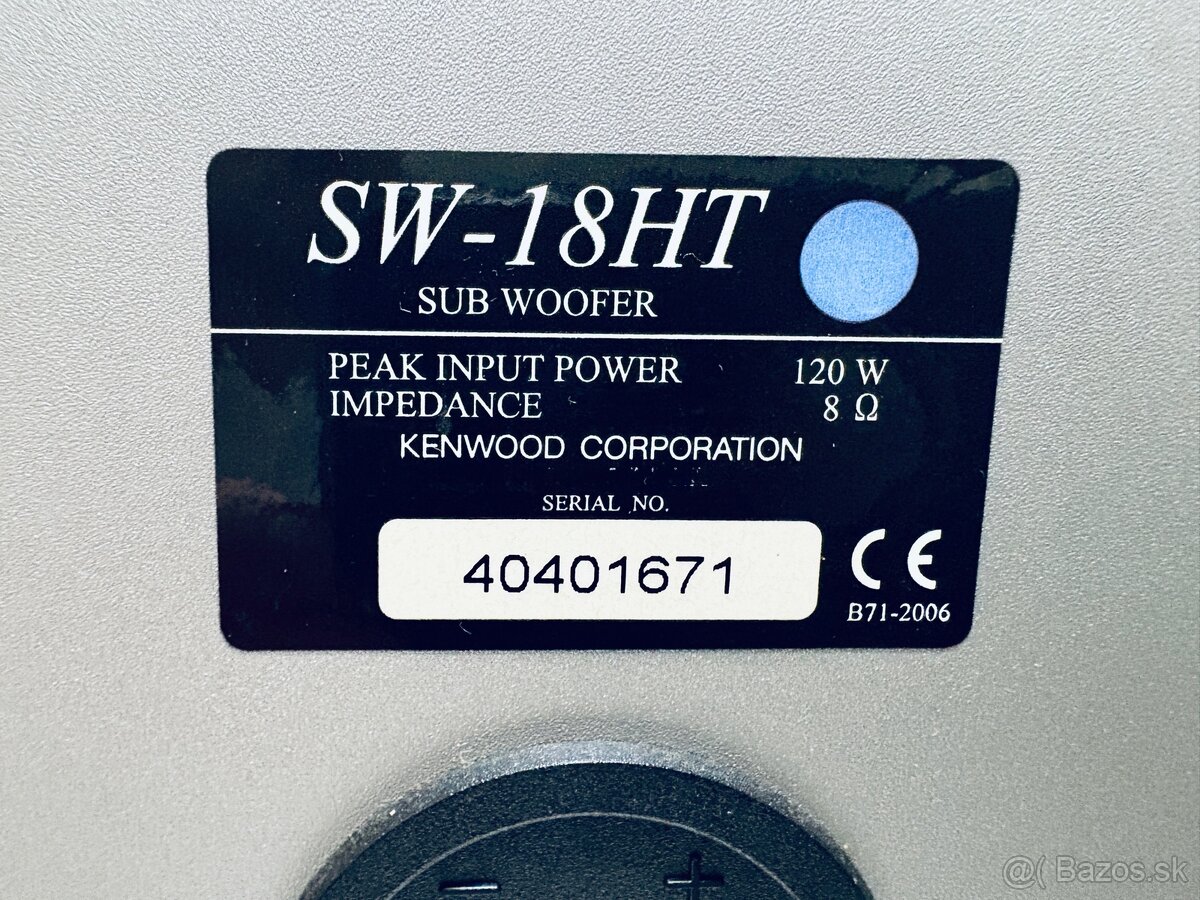 SW-18HT
SUB WOOFER
PEAK INPUT POWER 120 W
IMPEDANCE 8 Ω
KENWOOD CORPORATION
SERIAL NO.
40401671
CE
B71-2006
- +
@( Bazos.sk